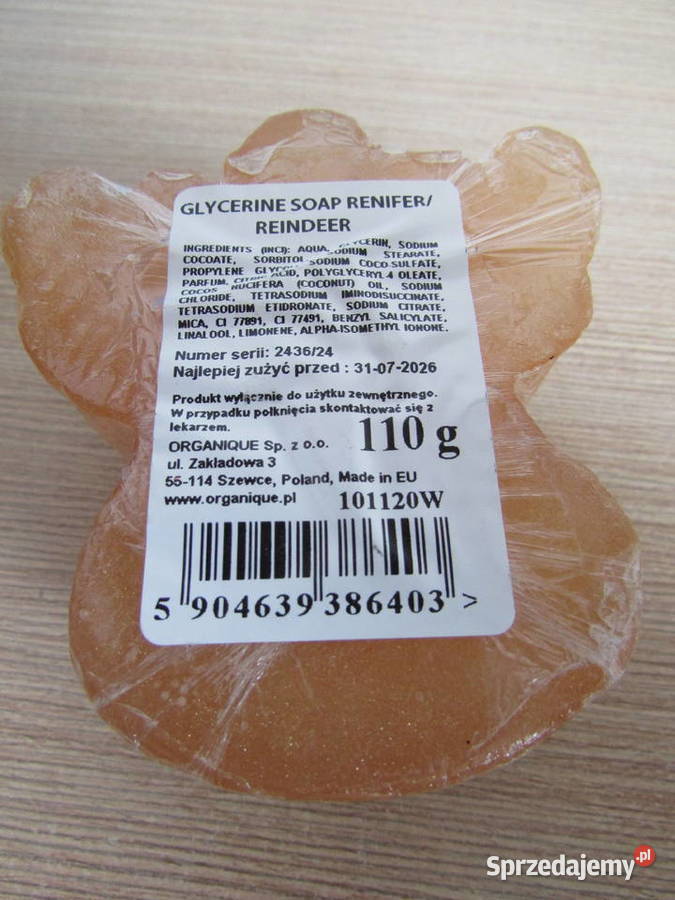 GLYCERINE SOAP RENIFER/
REINDEER
INGREDIENTS (INCI): AQUA, GLYCERIN, SODIUM
COCOATE, SORBITOL SODIUM STEARATE,
PROPYLENE GLYCOL SODIUM COCO-SULFATE,
PARFUM, CITRIC ACID, POLYGLYCERYL-4 OLEATE,
COCOS NUCIFERA (COCONUT) OIL, SODIUM
CHLORIDE, TETRASODIUM IMINODISUCCINATE,
TETRASODIUM ETIDRONATE, SODIUM CITRATE,
MICA, CI 77891, CI 77491, BENZYL SALICYLATE,
LINALOOL, LIMONENE, ALPHA-ISOMETHYL IONONE.
Numer serii: 2436/24
Najlepiej zużyć przed : 31-07-2026
Produkt wyłącznie do użytku zewnętrznego.
W przypadku połknięcia skontaktować się z
lekarzem.
110 g
ORGANIQUE Sp. z o.o.
ul. Zakładowa 3
55-114 Szewce, Poland, Made in EU
www.organique.pl 101120W
5 904639 386403 >
Sprzedajemy.pl